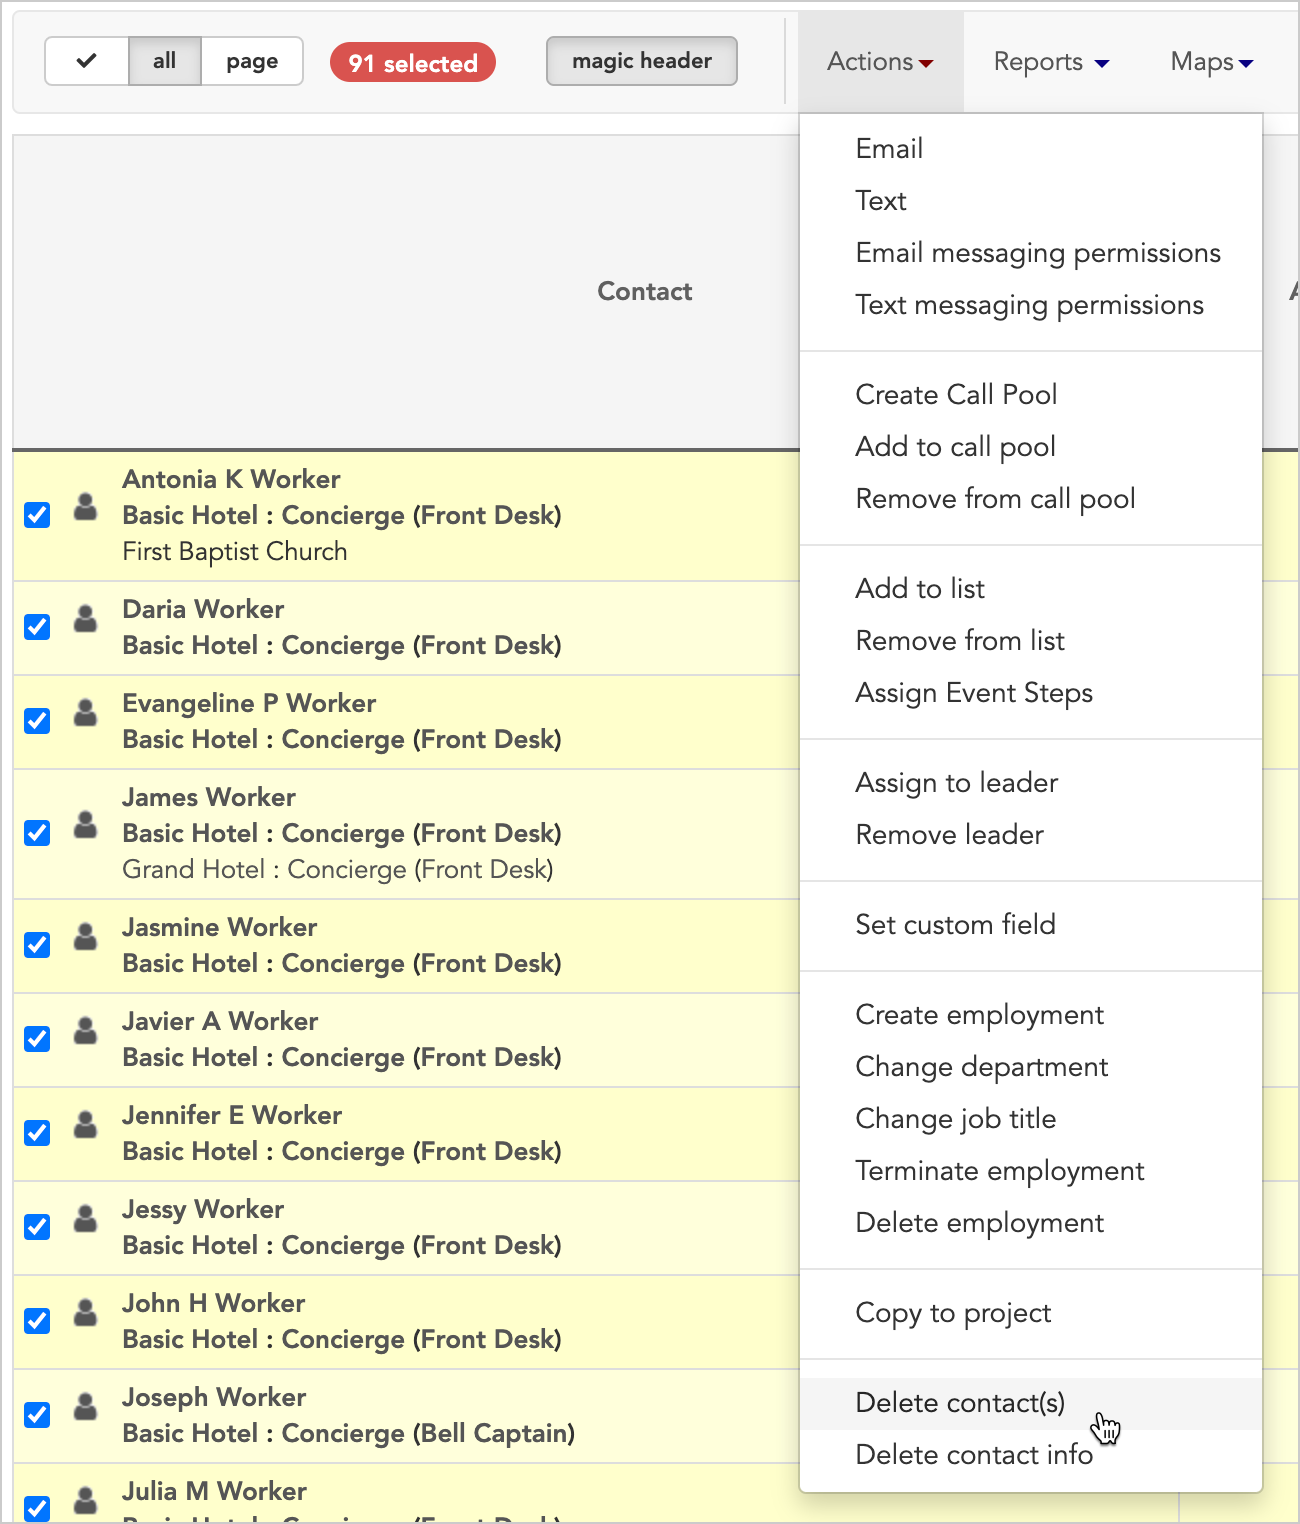 all
page
91 selected
magic header
Actions
Reports
Maps
Contact
Email
Text
Email messaging permissions
Text messaging permissions
Create Call Pool
Add to call pool
Remove from call pool
Add to list
Remove from list
Assign Event Steps
Assign to leader
Remove leader
Set custom field
Create employment
Change department
Change job title
Terminate employment
Delete employment
Copy to project
Delete contact(s)
Delete contact info
Antonia K Worker
Basic Hotel : Concierge (Front Desk)
First Baptist Church
Daria Worker
Basic Hotel : Concierge (Front Desk)
Evangeline P Worker
Basic Hotel : Concierge (Front Desk)
James Worker
Basic Hotel : Concierge (Front Desk)
Grand Hotel : Concierge (Front Desk)
Jasmine Worker
Basic Hotel : Concierge (Front Desk)
Javier A Worker
Basic Hotel : Concierge (Front Desk)
Jennifer E Worker
Basic Hotel : Concierge (Front Desk)
Jessy Worker
Basic Hotel : Concierge (Front Desk)
John H Worker
Basic Hotel : Concierge (Front Desk)
Joseph Worker
Basic Hotel : Concierge (Bell Captain)
Julia M Worker